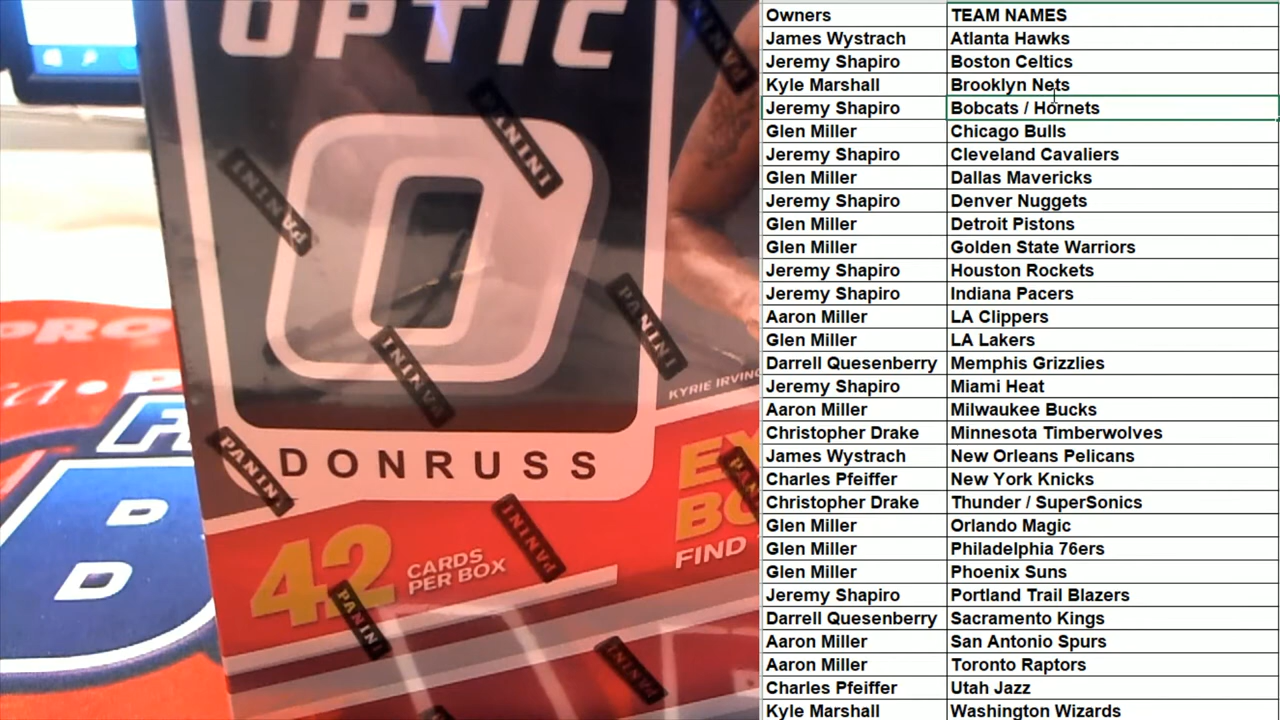 OPTIC
PANINI
PANINI
PANINI
PANINI
PANINI
KYRIE IRVING
DONRUSS
PANINI
PANINI
42 CARDS
PER BOX
FIND
PANINI
PANINI
Owners TEAM NAMES
James Wystrach Atlanta Hawks
Jeremy Shapiro Boston Celtics
Kyle Marshall Brooklyn Nets
Jeremy Shapiro Bobcats / Hornets
Glen Miller Chicago Bulls
Jeremy Shapiro Cleveland Cavaliers
Glen Miller Dallas Mavericks
Jeremy Shapiro Denver Nuggets
Glen Miller Detroit Pistons
Glen Miller Golden State Warriors
Jeremy Shapiro Houston Rockets
Jeremy Shapiro Indiana Pacers
Aaron Miller LA Clippers
Glen Miller LA Lakers
Darrell Quesenberry Memphis Grizzlies
Jeremy Shapiro Miami Heat
Aaron Miller Milwaukee Bucks
Christopher Drake Minnesota Timberwolves
James Wystrach New Orleans Pelicans
Charles Pfeiffer New York Knicks
Christopher Drake Thunder / SuperSonics
Glen Miller Orlando Magic
Glen Miller Philadelphia 76ers
Glen Miller Phoenix Suns
Jeremy Shapiro Portland Trail Blazers
Darrell Quesenberry Sacramento Kings
Aaron Miller San Antonio Spurs
Aaron Miller Toronto Raptors
Charles Pfeiffer Utah Jazz
Kyle Marshall Washington Wizards